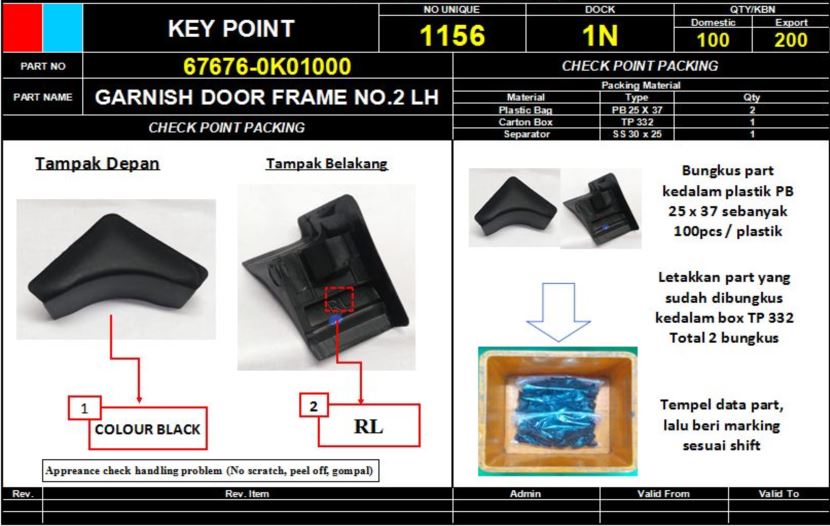 KEY POINT
NO UNIQUE
1156
DOCK
1N
QTY/KBN
Domestic
Export
100
200
PART NO
67676-0K01000
PART NAME
GARNISH DOOR FRAME NO.2 LH
CHECK POINT PACKING
CHECK POINT PACKING
Packing Material
Material Type Qty
Plastic Bag PB 25 X 37 2
Carton Box TP 332 1
Separator SS 30 x 25 1
Tampak Depan
Tampak Belakang
1
COLOUR BLACK
2
RL
Appreance check handling problem (No scratch, peel off, gompal)
Bungkus part
kedalam plastik PB
25 x 37 sebanyak
100pcs / plastik
Letakkan part yang
sudah dibungkus
kedalam box TP 332
Total 2 bungkus
Tempel data part,
lalu beri marking
sesuai shift
Rev. Rev. Item Admin Valid From Valid To